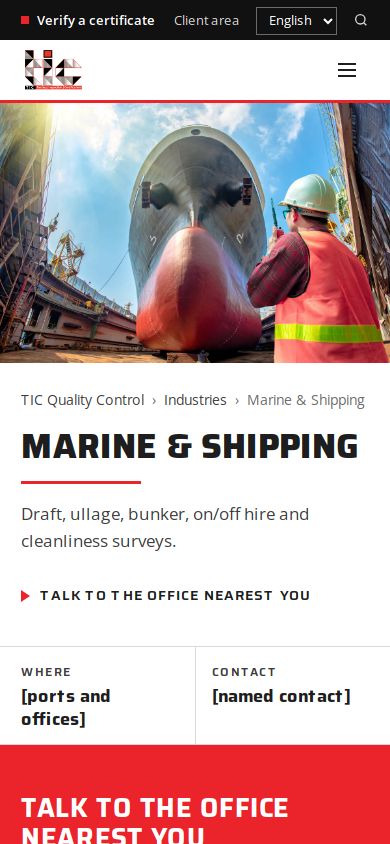 Verify a certificate
Client area
English
TIC
TIC Quality Control › Industries › Marine & Shipping
MARINE & SHIPPING
Draft, ullage, bunker, on/off hire and
cleanliness surveys.
TALK TO THE OFFICE NEAREST YOU
WHERE
[ports and
offices]
CONTACT
[named contact]
TALK TO THE OFFICE
NEAREST YOU